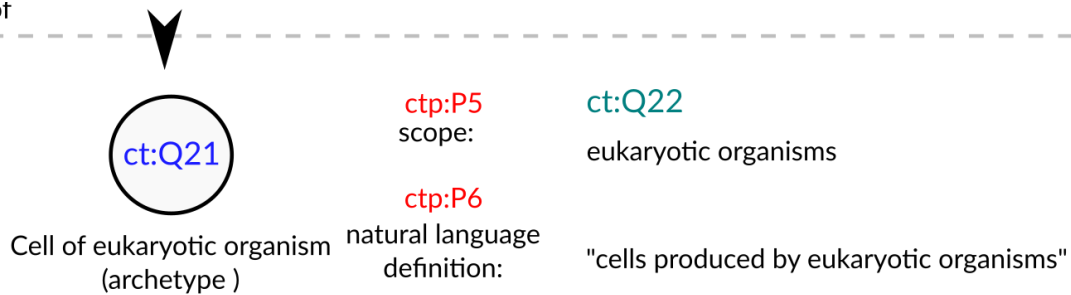 ctp:P5
scope:
ct:Q22
eukaryotic organisms
ct:Q21
ctp:P6
natural language
definition:
"cells produced by eukaryotic organisms"
Cell of eukaryotic organism
(archetype )